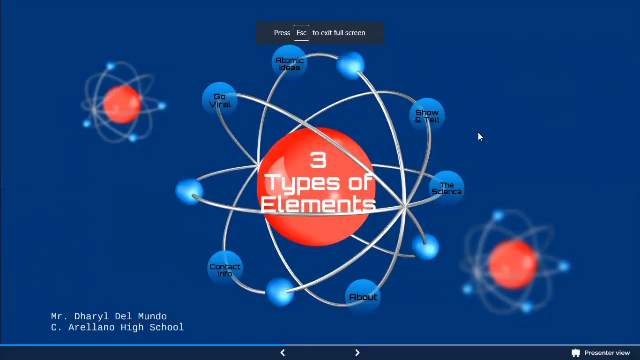 Press Esc to exit full screen
Atomic
Ideas
Go
Viral
Show
& Tell
3
Types of
Elements
The
Science
Contact
Info
About
Mr. Dharyl Del Mundo
C. Arellano High School
Presenter view